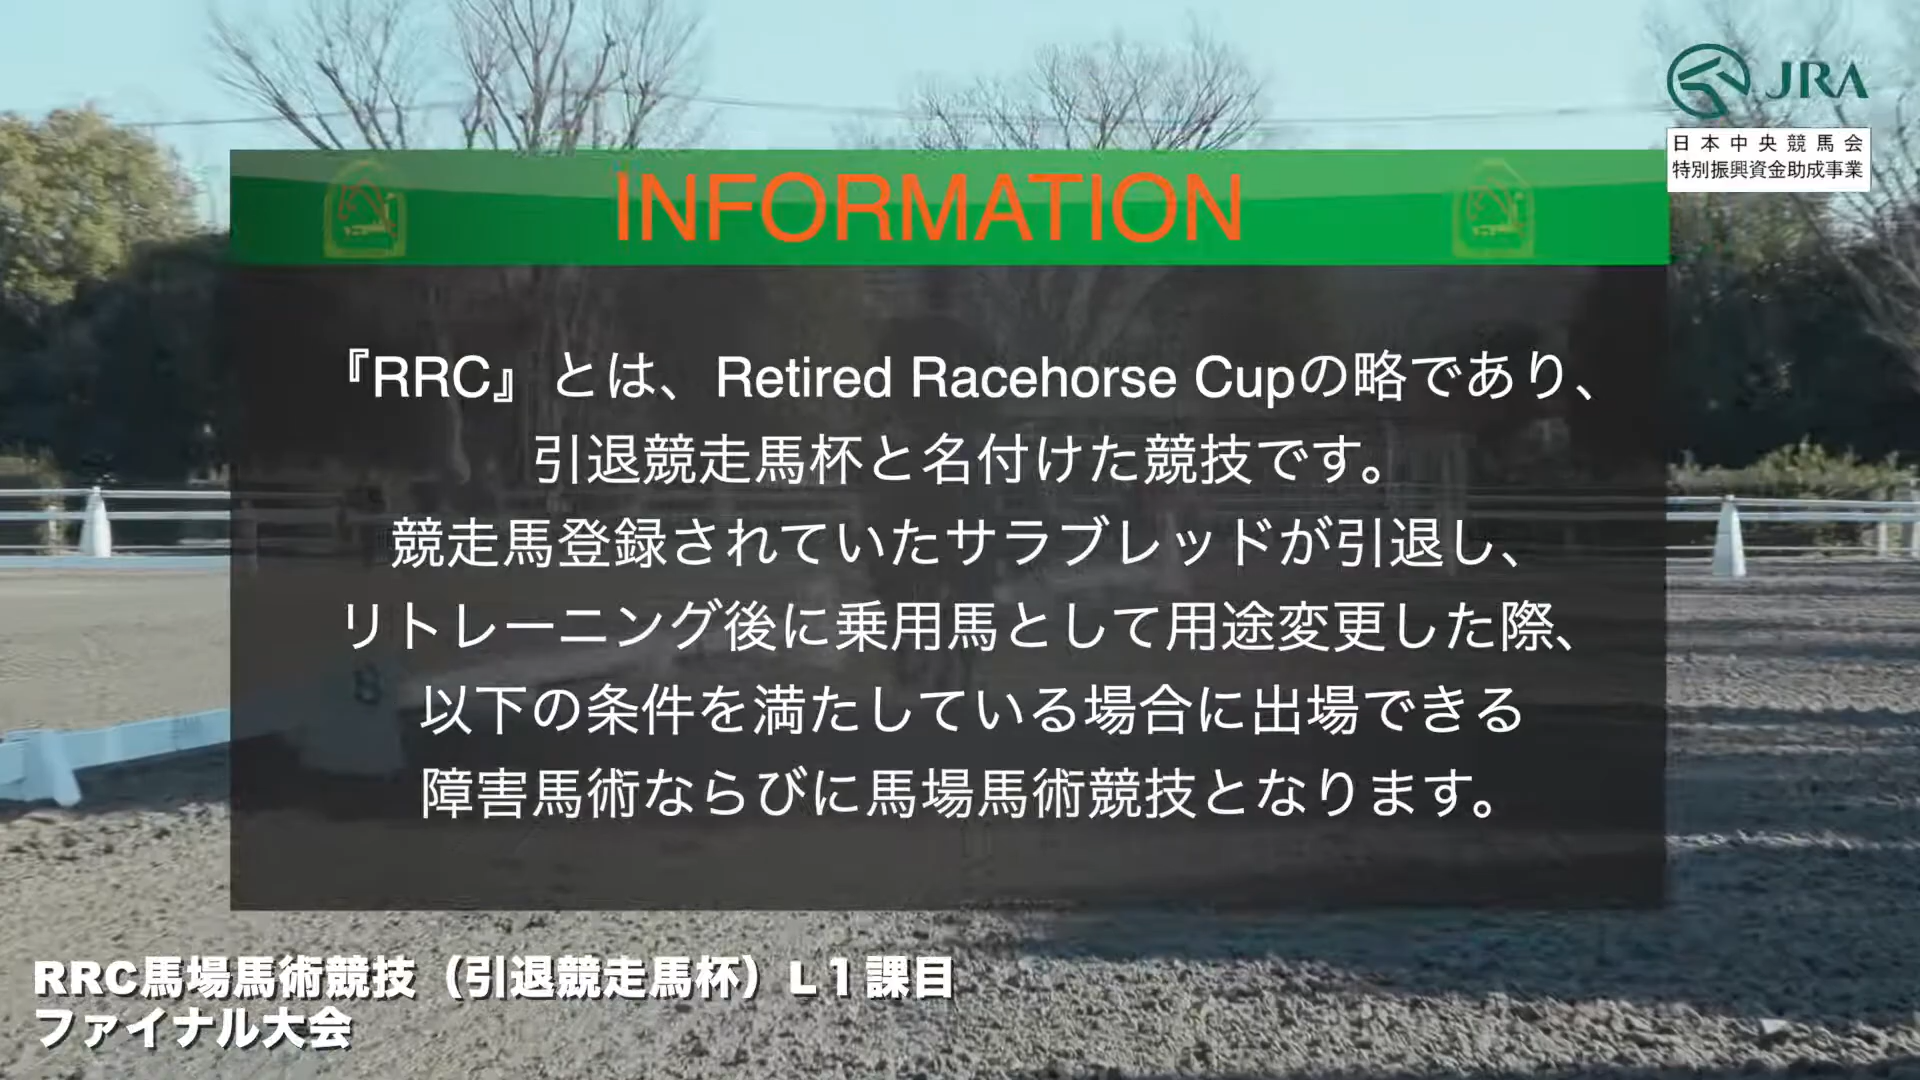 JRA
日本中央競馬会
特別振興資金助成事業
INFORMATION
『RRC』とは、Retired Racehorse Cupの略であり、
引退競走馬杯と名付けた競技です。
競走馬登録されていたサラブレッドが引退し、
リトレーニング後に乗用馬として用途変更した際、
以下の条件を満たしている場合に出場できる
障害馬術ならびに馬場馬術競技となります。
RRC馬場馬術競技（引退競走馬杯）L１課目
ファイナル大会